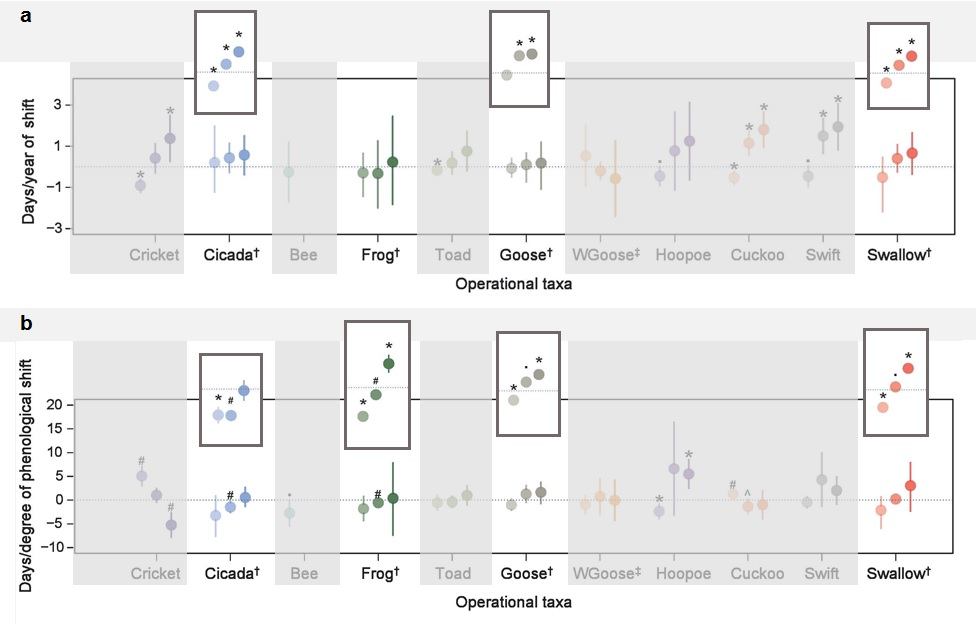 a
Days/year of shift
3
1
−1
−3
* * *
* *
* * *
* *
*
* * *
* *
Cricket Cicada† Bee Frog† Toad Goose† WGoose‡ Hoopoe Cuckoo Swift Swallow†
Operational taxa
b
Days/degree of phenological shift
20
15
10
5
0
−5
−10
* #
* # *
* · *
* · *
# #
#
·
#
* *
# ^
Cricket Cicada† Bee Frog† Toad Goose† WGoose‡ Hoopoe Cuckoo Swift Swallow†
Operational taxa